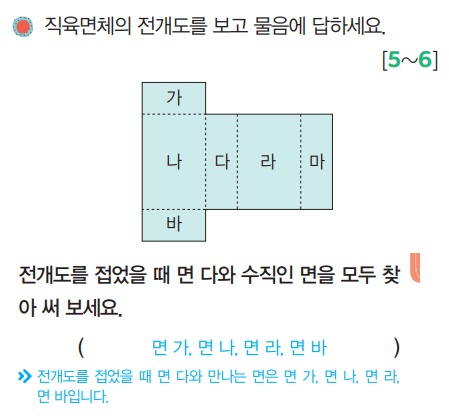 직육면체의 전개도를 보고 물음에 답하세요.
[5~6]
가
나 다 라 마
바
전개도를 접었을 때 면 다와 수직인 면을 모두 찾
아 써 보세요.
( 면 가, 면 나, 면 라, 면 바 )
전개도를 접었을 때 면 다와 만나는 면은 면 가, 면 나, 면 라,
면 바입니다.